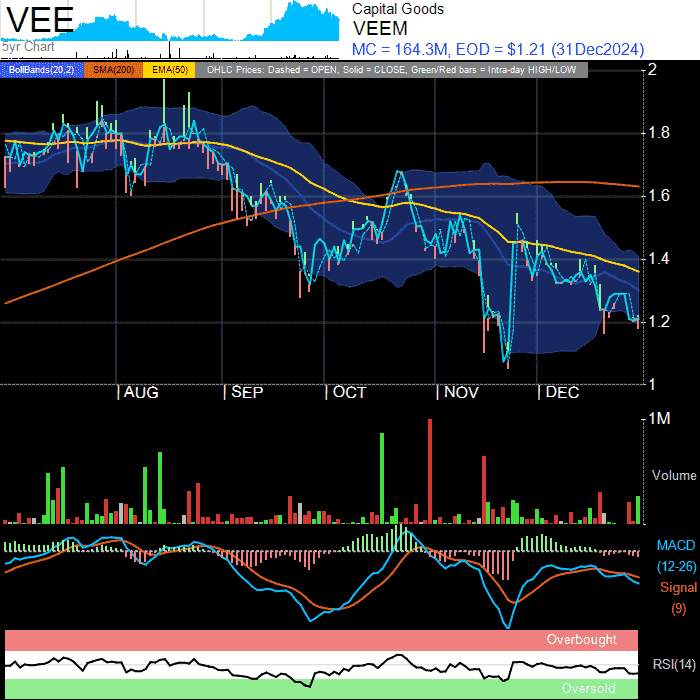 VEE
5yr Chart
Capital Goods
VEEM
MC = 164.3M, EOD = $1.21 (31Dec2024)
BollBands(20,2) SMA(200) EMA(50) OHLC Prices: Dashed = OPEN, Solid = CLOSE, Green/Red bars = Intra-day HIGH/LOW
2
1.8
1.6
1.4
1.2
1
AUG SEP OCT NOV DEC
1M
Volume
MACD
(12-26)
Signal
(9)
Overbought
RSI(14)
Oversold